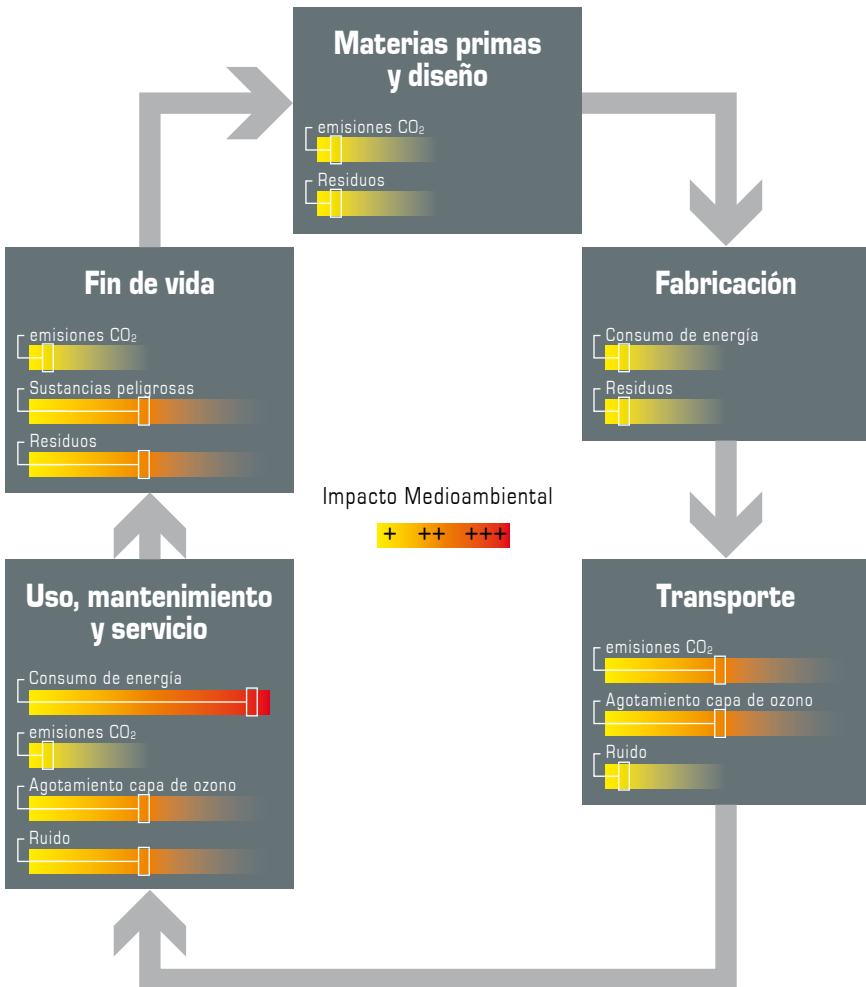 Materias primas
y diseño
emisiones CO₂
Residuos
Fin de vida
emisiones CO₂
Sustancias peligrosas
Residuos
Fabricación
Consumo de energía
Residuos
Impacto Medioambiental
+ ++ +++
Uso, mantenimiento
y servicio
Consumo de energía
emisiones CO₂
Agotamiento capa de ozono
Ruido
Transporte
emisiones CO₂
Agotamiento capa de ozono
Ruido